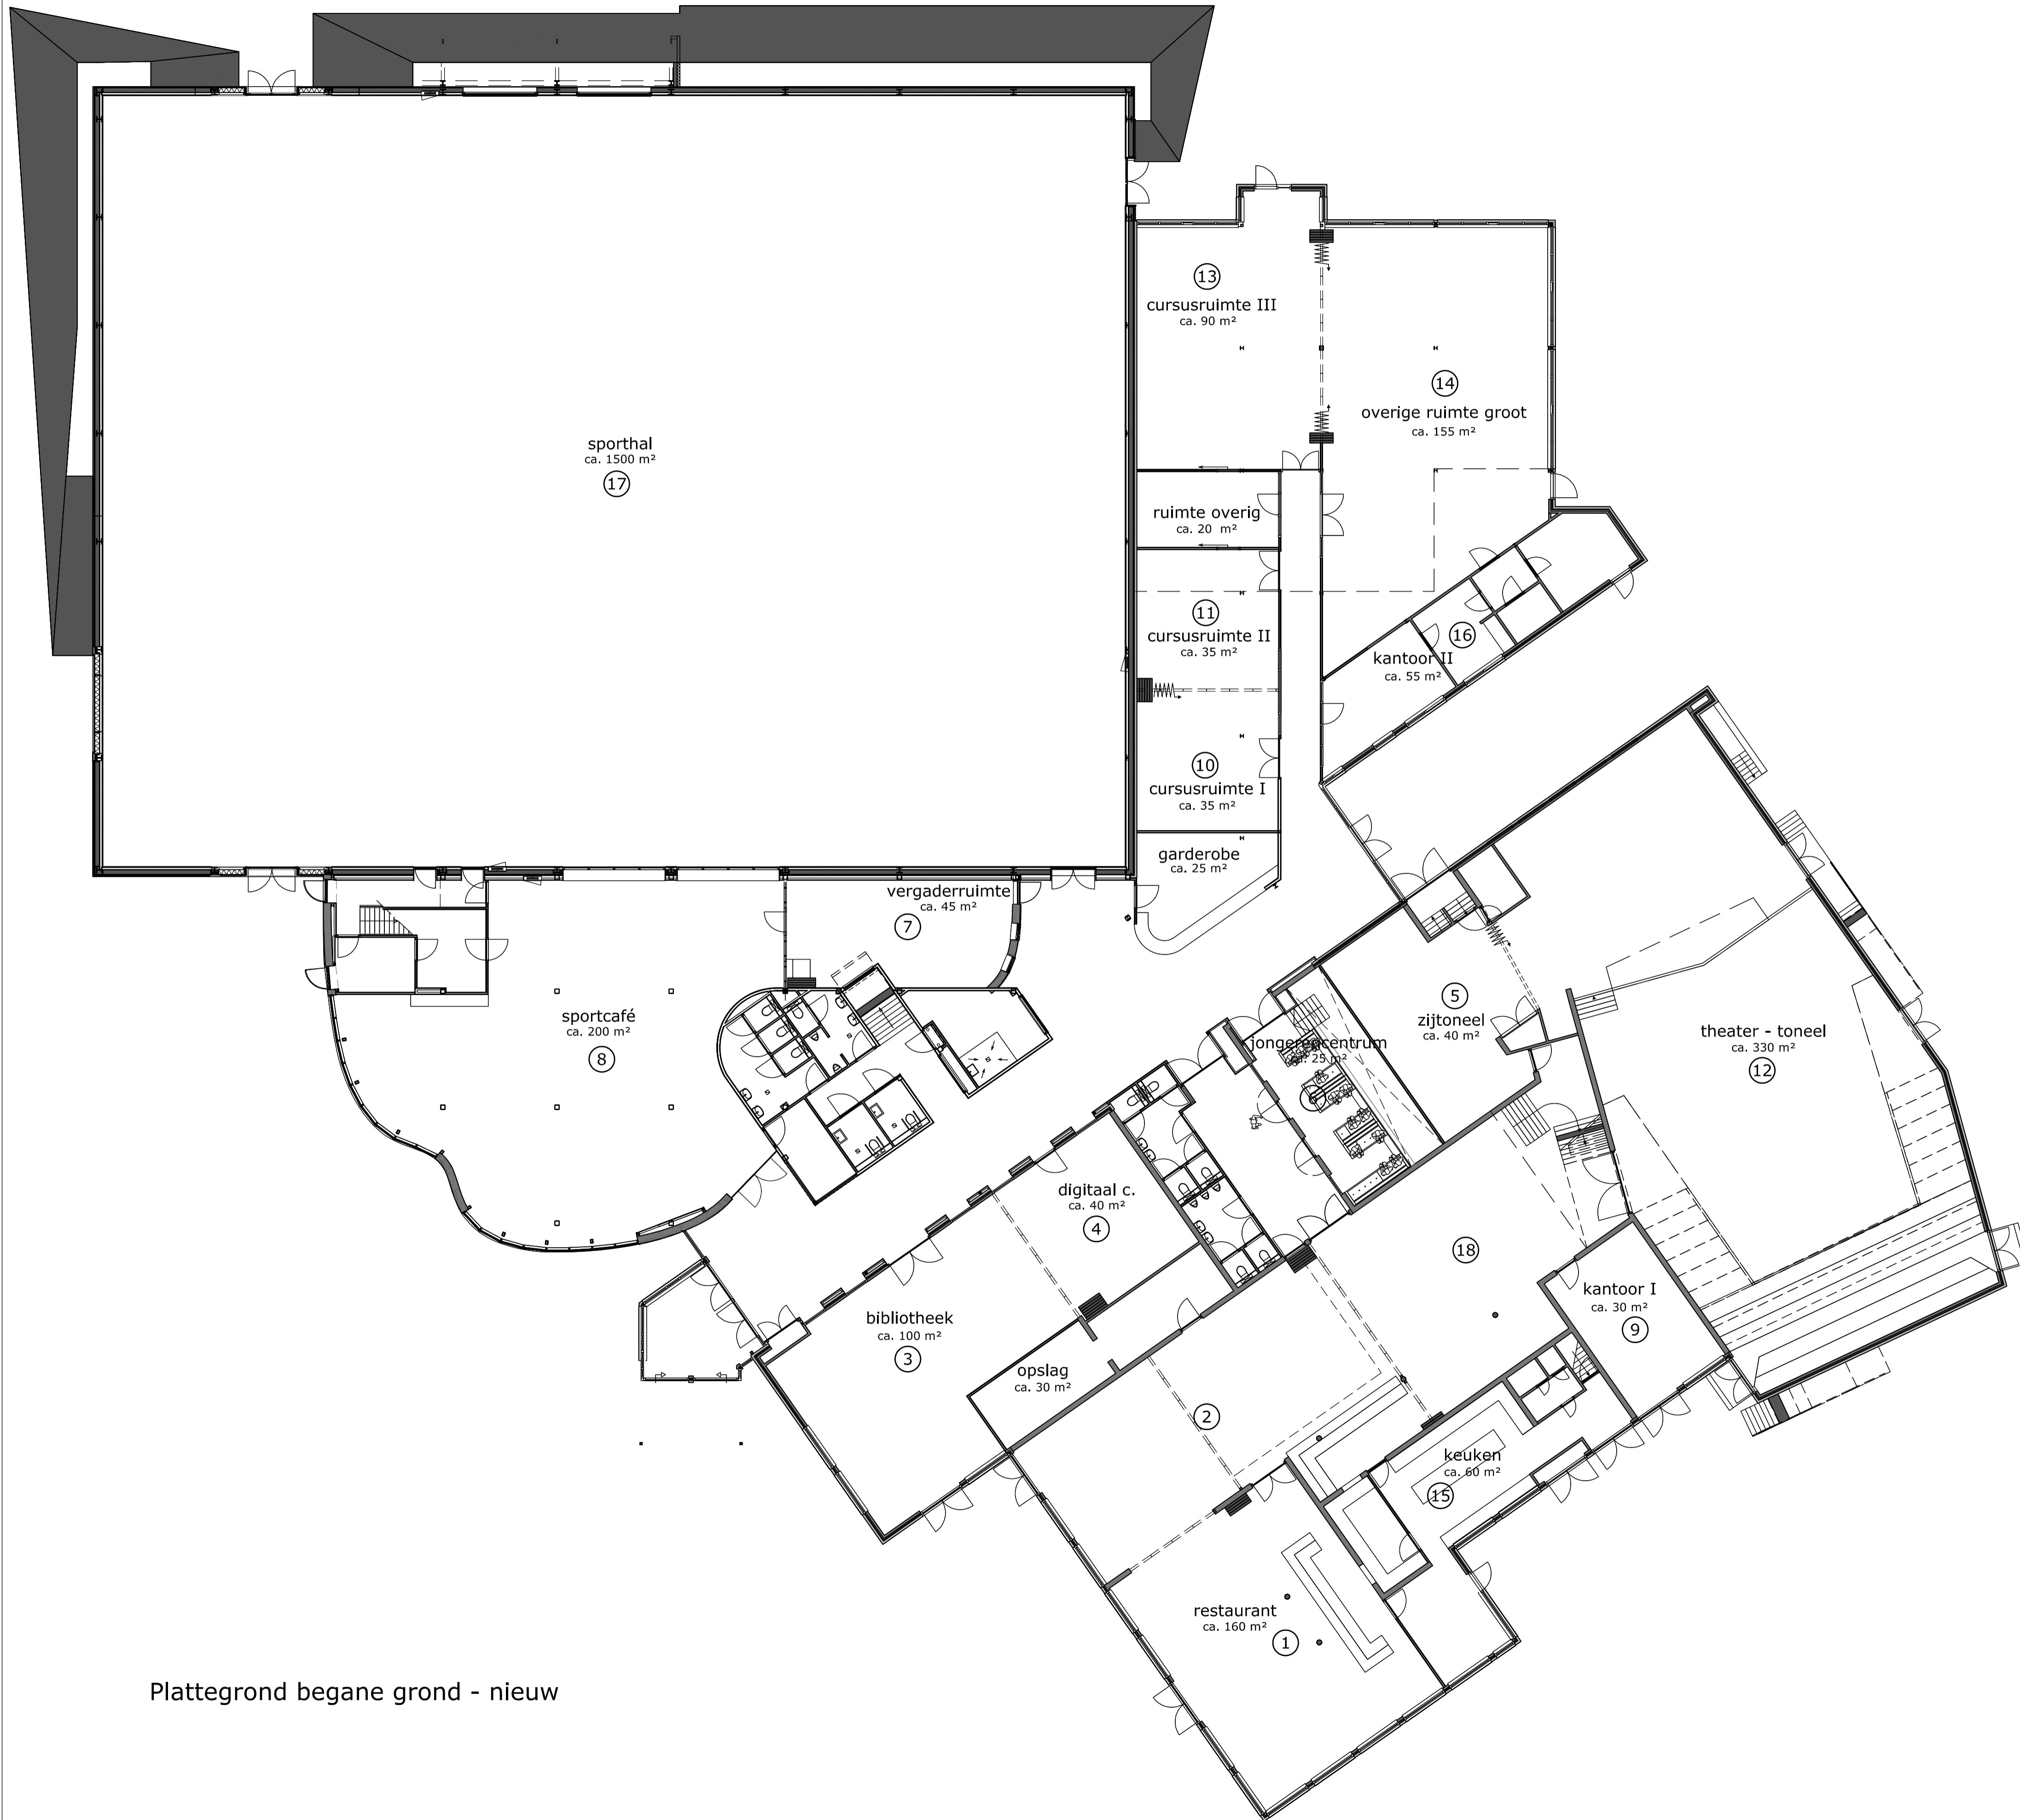 13
cursusruimte III
ca. 90 m²
14
overige ruimte groot
ca. 155 m²
sporthal
ca. 1500 m²
17
ruimte overig
ca. 20 m²
11
cursusruimte II
ca. 35 m²
16
kantoor II
ca. 55 m²
10
cursusruimte I
ca. 35 m²
garderobe
ca. 25 m²
vergaderruimte
ca. 45 m²
7
sportcafé
ca. 200 m²
8
5
zijtoneel
ca. 40 m²
theater - toneel
ca. 330 m²
12
jongerencentrum
ca. 25 m²
digitaal c.
ca. 40 m²
4
18
kantoor I
ca. 30 m²
9
bibliotheek
ca. 100 m²
3
opslag
ca. 30 m²
2
keuken
ca. 60 m²
15
restaurant
ca. 160 m²
1
Plattegrond begane grond - nieuw